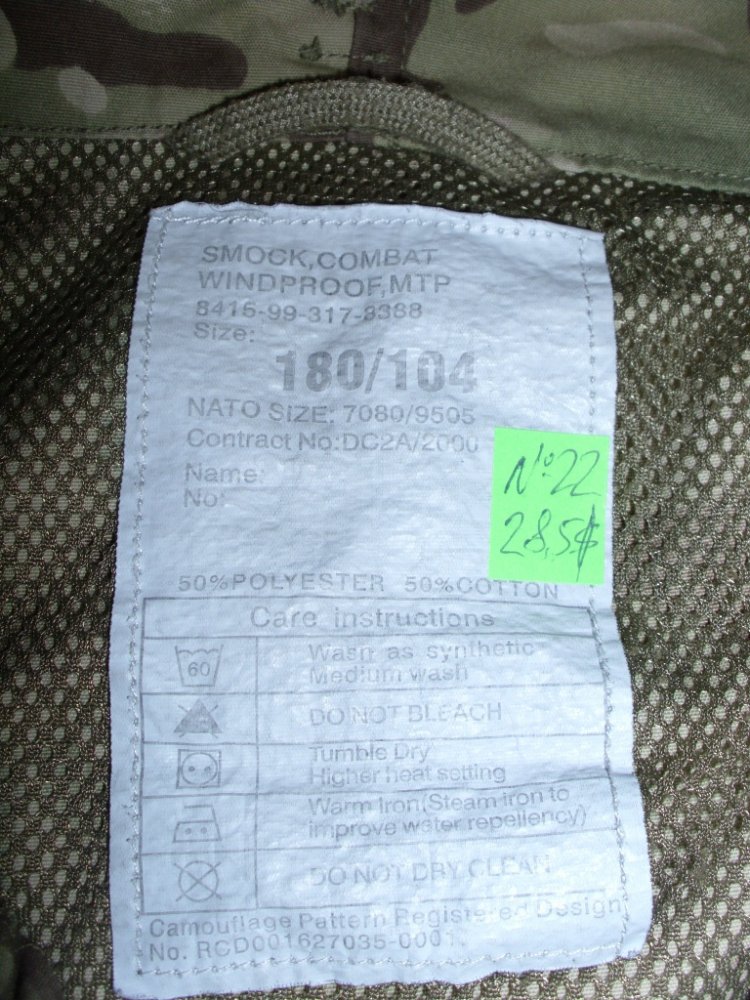 SMOCK,COMBAT
WINDPROOF,MTP
8416-99-317-8388
Size:
180/104
NATO SIZE: 7080/9505
Contract No:DC2A/2000
Name:
No:
Nº22
28,5$
50%POLYESTER 50%COTTON
Care instructions
60
Wash as synthetic
Medium wash
DO NOT BLEACH
Tumble Dry
Higher heat setting
Warm Iron(Steam iron to
improve water repellency)
DO NOT DRY CLEAN
Camouflage Pattern Registered Design
No. RCD001627035-0001.